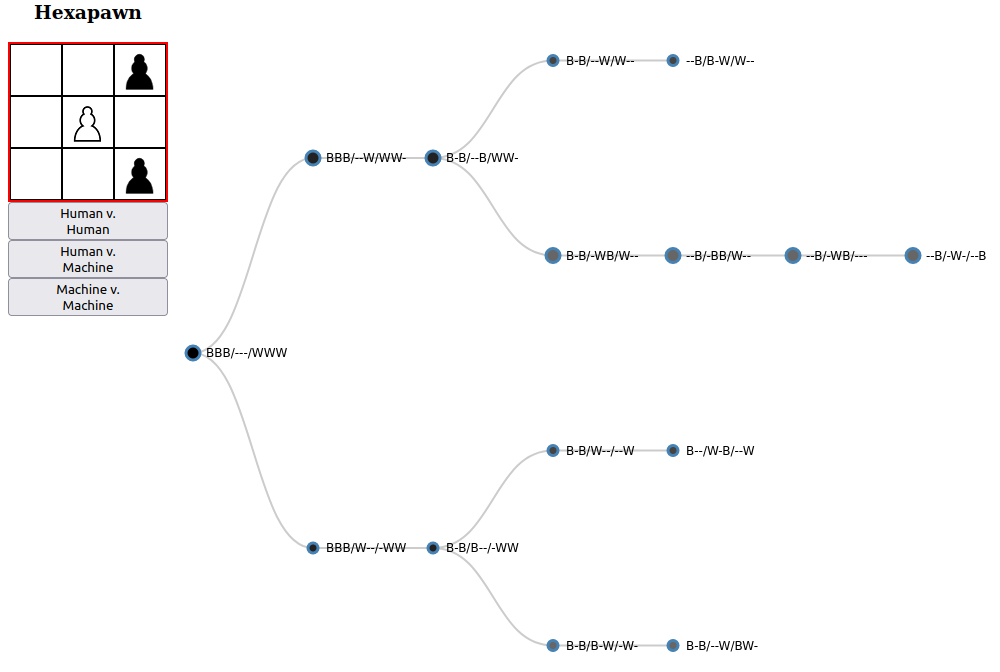 Hexapawn
Human v.
Human
Human v.
Machine
Machine v.
Machine
BBB/---/WWW
BBB/--W/WW-
B-B/--B/WW-
B-B/--W/W--
--B/B-W/W--
B-B/-WB/W--
--B/-BB/W--
--B/-WB/---
--B/-W-/--B
BBB/W--/-WW
B-B/B--/-WW
B-B/W--/--W
B--/W-B/--W
B-B/B-W/-W-
B-B/--W/BW-